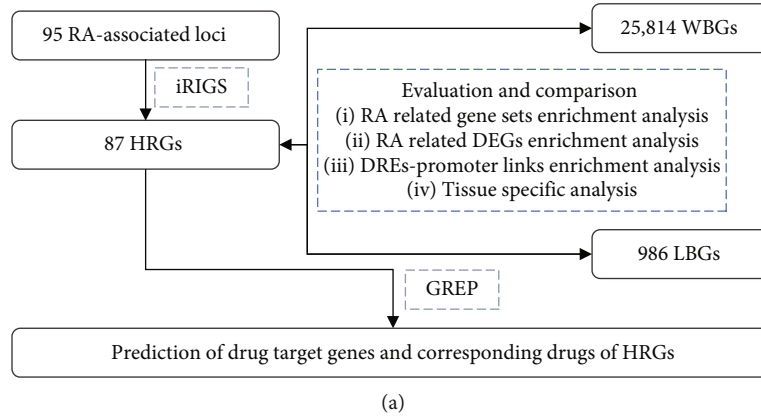 95 RA-associated loci
25,814 WBGs
iRIGS
Evaluation and comparison
(i) RA related gene sets enrichment analysis
(ii) RA related DEGs enrichment analysis
(iii) DREs-promoter links enrichment analysis
(iv) Tissue specific analysis
87 HRGs
986 LBGs
GREP
Prediction of drug target genes and corresponding drugs of HRGs
(a)